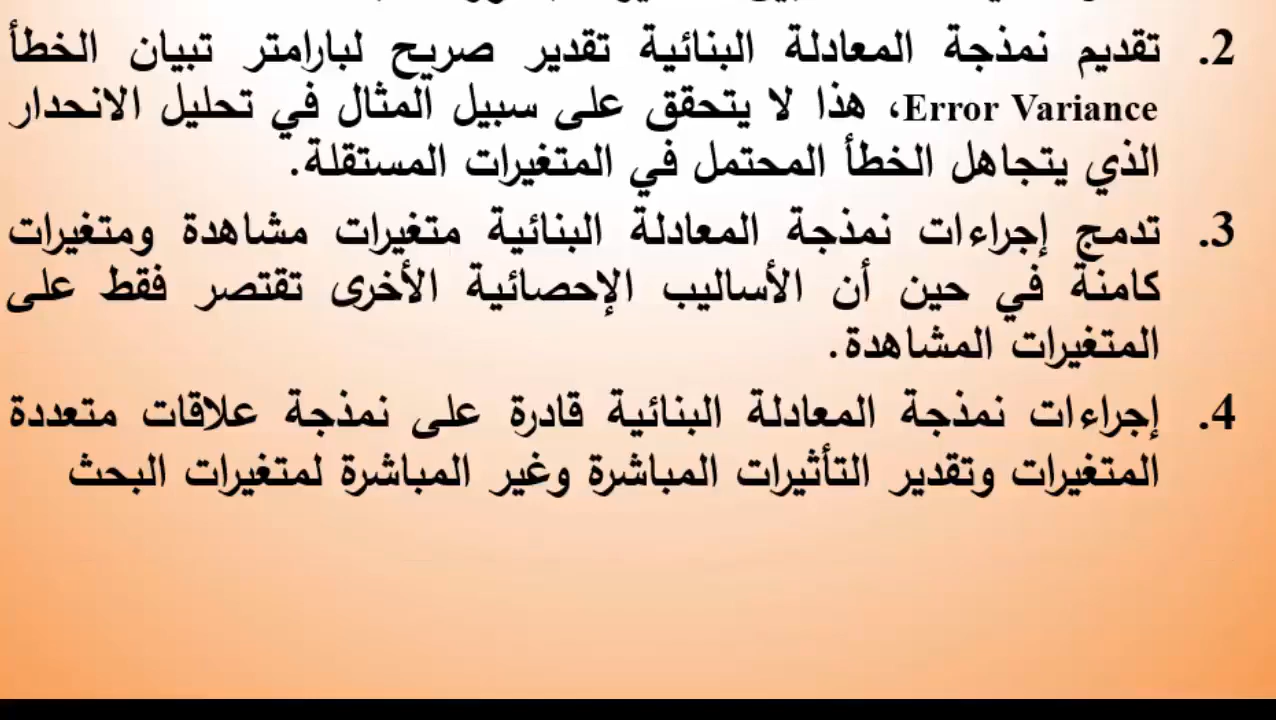 2. تقديم نمذجة المعادلة البنائية تقدير صريح لبارامتر تبيان الخطأ
Error Variance، هذا لا يتحقق على سبيل المثال في تحليل الانحدار
الذي يتجاهل الخطأ المحتمل في المتغيرات المستقلة.
3. تدمج إجراءات نمذجة المعادلة البنائية متغيرات مشاهدة ومتغيرات
كامنة في حين أن الأساليب الإحصائية الأخرى تقتصر فقط على
المتغيرات المشاهدة.
4. إجراءات نمذجة المعادلة البنائية قادرة على نمذجة علاقات متعددة
المتغيرات وتقدير التأثيرات المباشرة وغير المباشرة لمتغيرات البحث